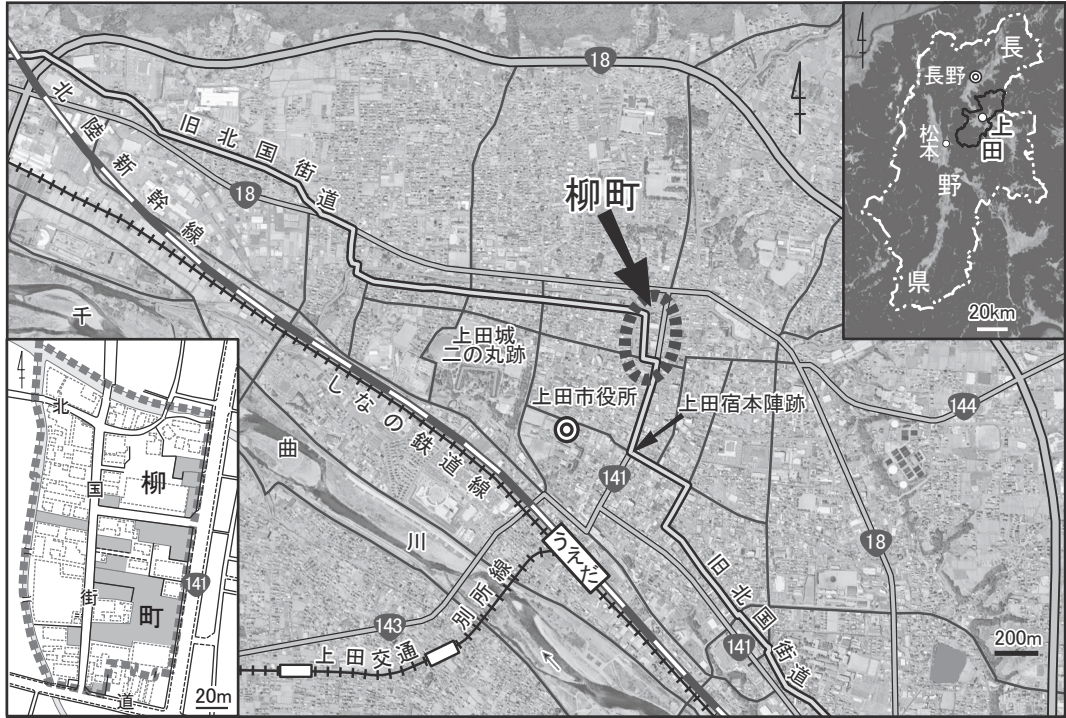 18
北陸新幹線
旧北国街道
18
柳町
長野
長野県
松本
上田
20km
千曲川
上田城
二の丸跡
上田市役所
上田宿本陣跡
144
しなの鉄道線
141
18
うえだ
旧北国街道
別所線
143
上田交通
141
200m
北国街道
柳町
141
20m